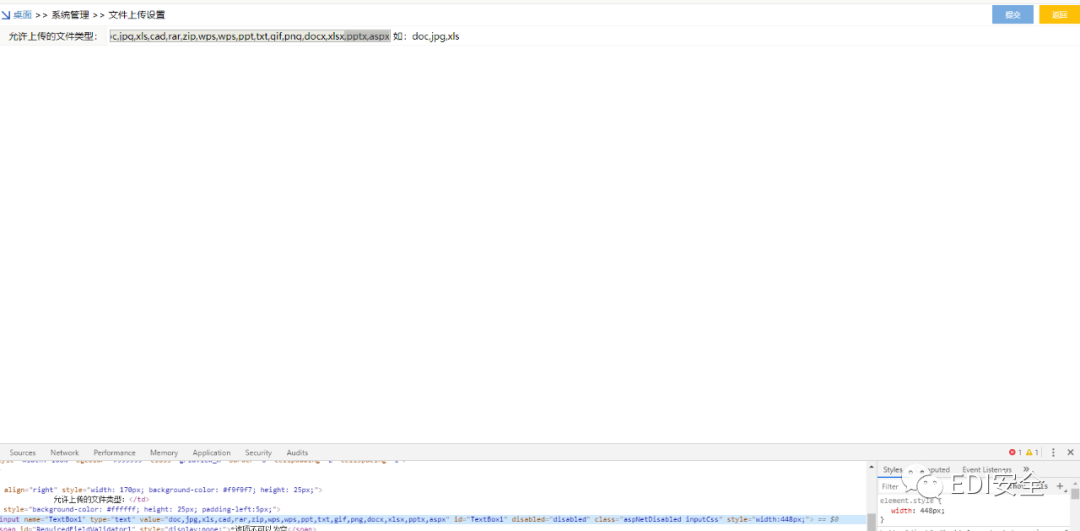 桌面 >> 系统管理 >> 文件上传设置
提交 返回
允许上传的文件类型: c,jpg,xls,cad,rar,zip,wps,wps,ppt,txt,gif,png,docx,xlsx,pptx,aspx 如: doc,jpg,xls
Sources Network Performance Memory Application Security Audits 1 1
align="right" style="width: 170px; background-color: #f9f9f7; height: 25px;">
允许上传的文件类型: </td>
style="background-color: #ffffff; height: 25px; padding-left:5px;">
input name="TextBox1" type="text" value="doc,jpg,xls,cad,rar,zip,wps,wps,ppt,txt,gif,png,docx,xlsx,pptx,aspx" id="TextBox1" disabled="disabled" class="aspNetDisabled inputCss" style="width:448px;"> == $0
span id="RequiredFieldValidator1" style="display:none;">*该项不可以为空</span>
Styles Event Listeners »
Filter
element.style {
width: 448px;
}
EDI安全